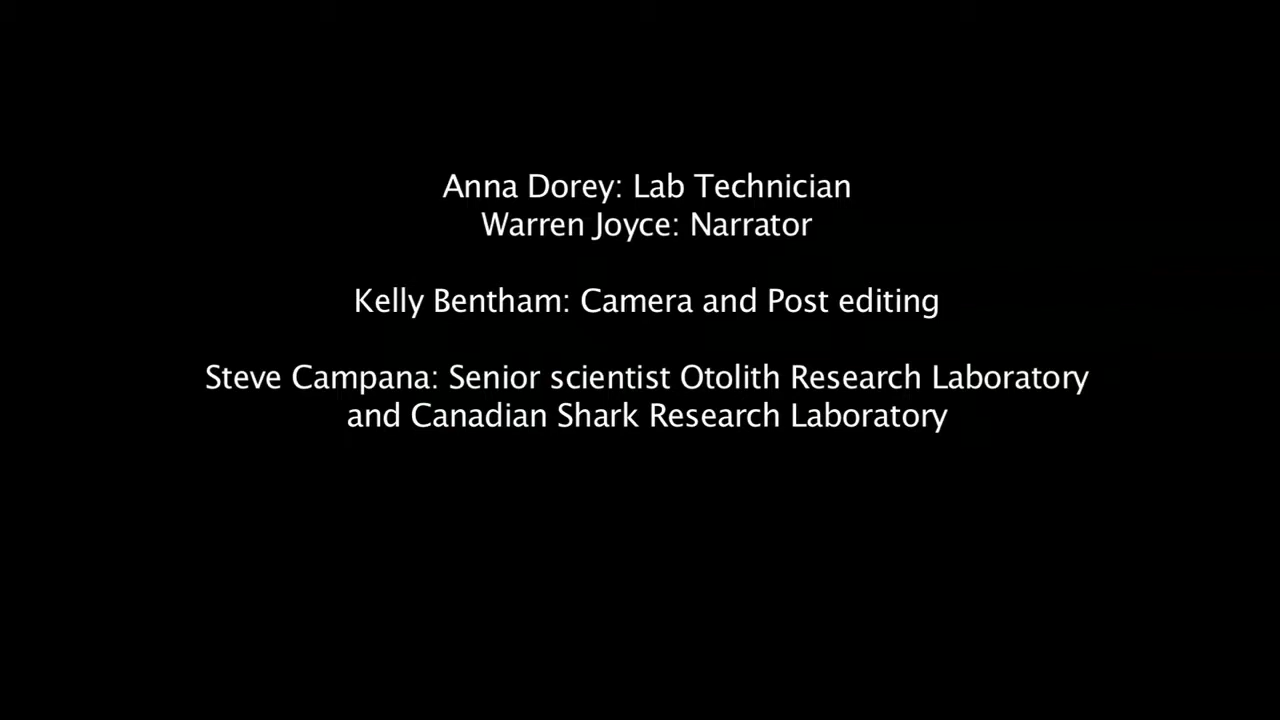 Anna Dorey: Lab Technician
Warren Joyce: Narrator
Kelly Bentham: Camera and Post editing
Steve Campana: Senior scientist Otolith Research Laboratory
and Canadian Shark Research Laboratory